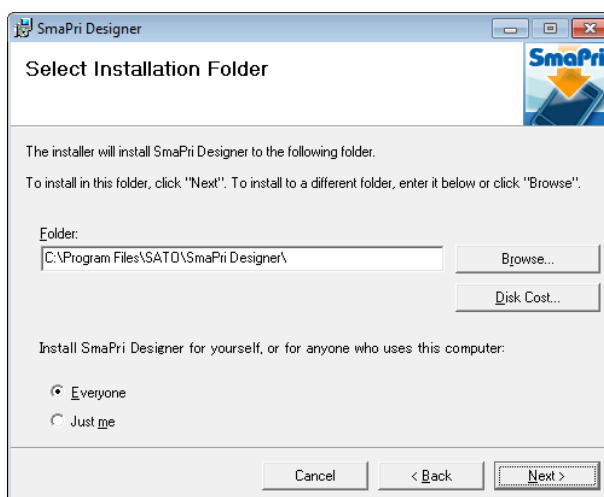 SmaPri Designer
Select Installation Folder
SmaPri
The installer will install SmaPri Designer to the following folder.
To install in this folder, click "Next". To install to a different folder, enter it below or click "Browse".
Folder:
C:\Program Files\SATO\SmaPri Designer\
Browse...
Disk Cost...
Install SmaPri Designer for yourself, or for anyone who uses this computer:
Everyone
Just me
Cancel
< Back
Next >